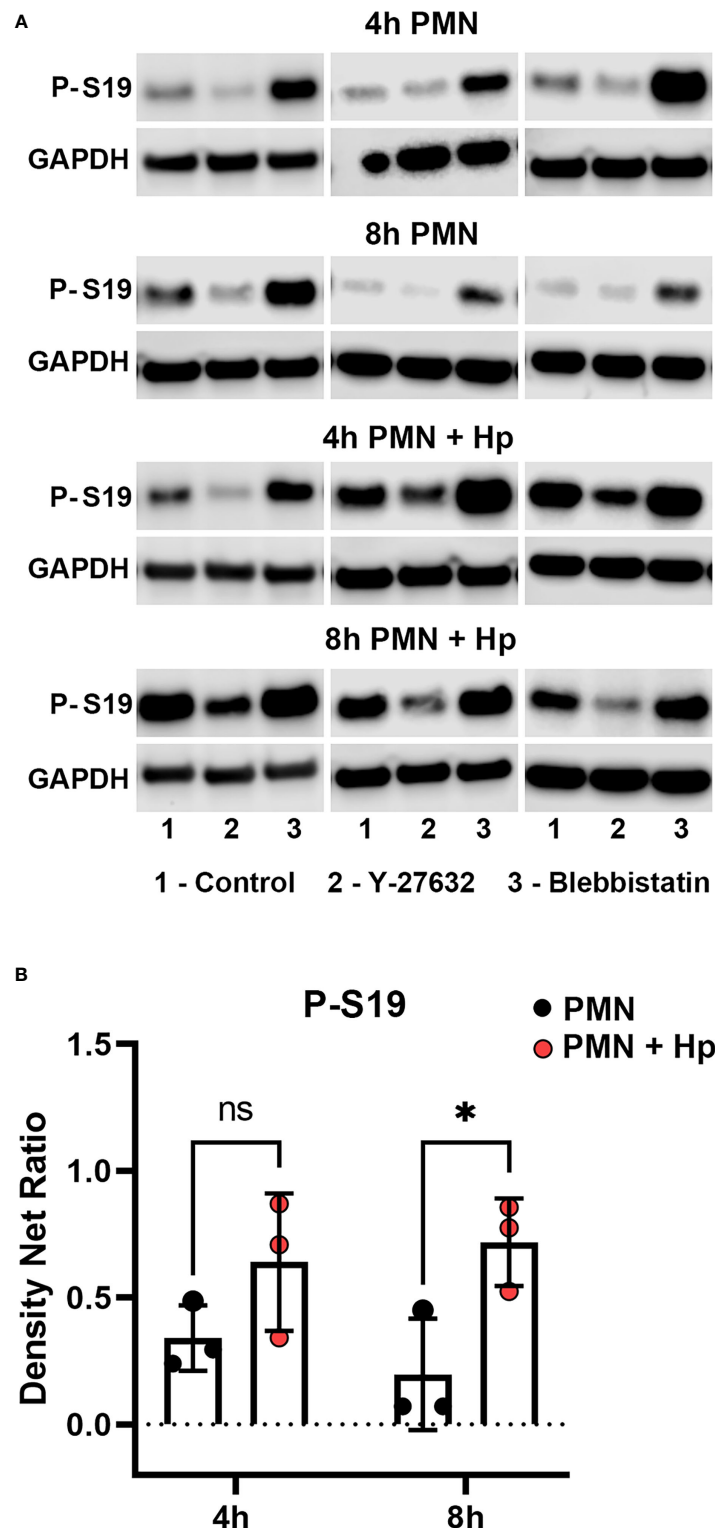 A
4h PMN
P-S19
GAPDH
8h PMN
P-S19
GAPDH
4h PMN + Hp
P-S19
GAPDH
8h PMN + Hp
P-S19
GAPDH
1 2 3 1 2 3 1 2 3
1 - Control 2 - Y-27632 3 - Blebbistatin
B
P-S19
PMN
PMN + Hp
Density Net Ratio
1.5
1.0
0.5
0.0
ns
*
4h 8h